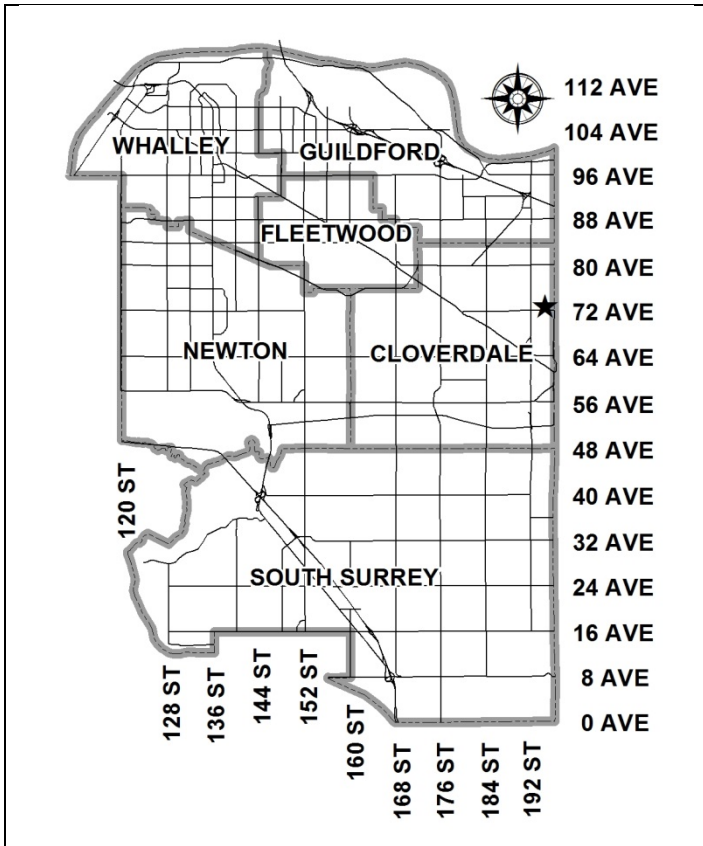 112 AVE
104 AVE
WHALLEY
GUILDFORD
96 AVE
88 AVE
FLEETWOOD
80 AVE
72 AVE
NEWTON
CLOVERDALE
64 AVE
56 AVE
48 AVE
120 ST
40 AVE
32 AVE
SOUTH SURREY
24 AVE
16 AVE
128 ST
136 ST
144 ST
152 ST
160 ST
8 AVE
0 AVE
168 ST
176 ST
184 ST
192 ST